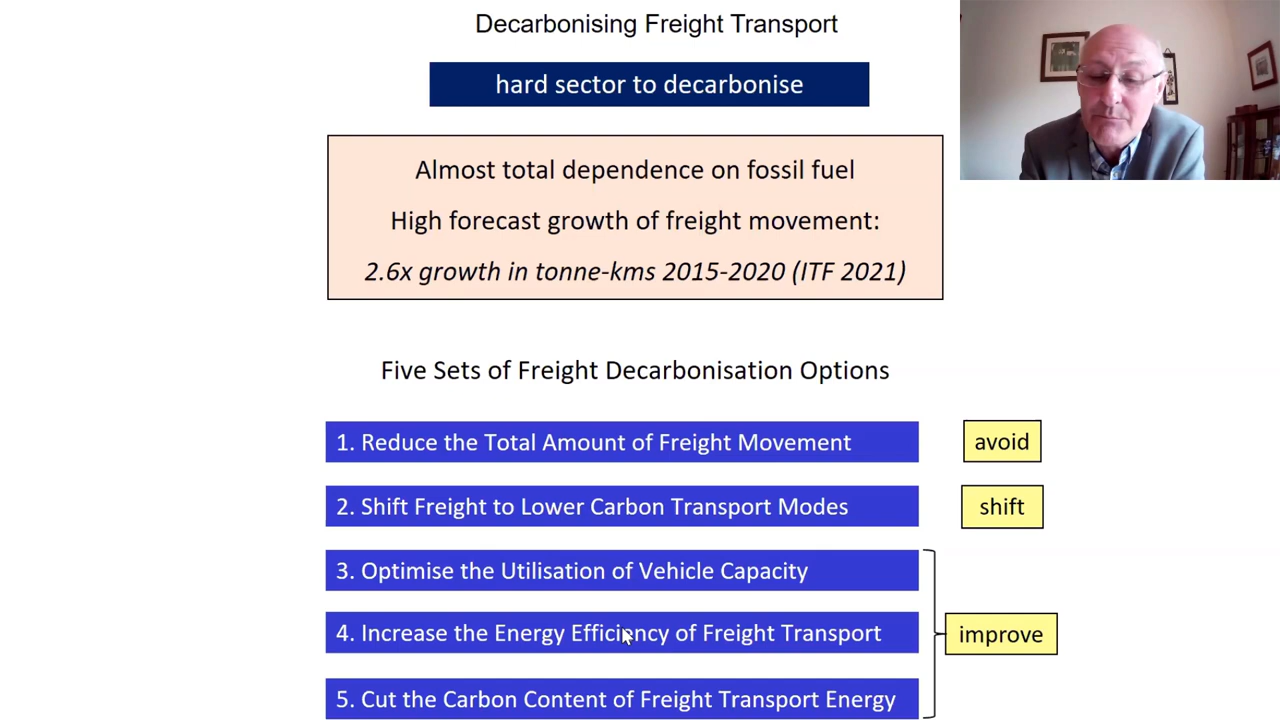 Decarbonising Freight Transport
hard sector to decarbonise
Almost total dependence on fossil fuel
High forecast growth of freight movement:
2.6x growth in tonne-kms 2015-2020 (ITF 2021)
Five Sets of Freight Decarbonisation Options
1. Reduce the Total Amount of Freight Movement
avoid
2. Shift Freight to Lower Carbon Transport Modes
shift
3. Optimise the Utilisation of Vehicle Capacity
4. Increase the Energy Efficiency of Freight Transport
improve
5. Cut the Carbon Content of Freight Transport Energy